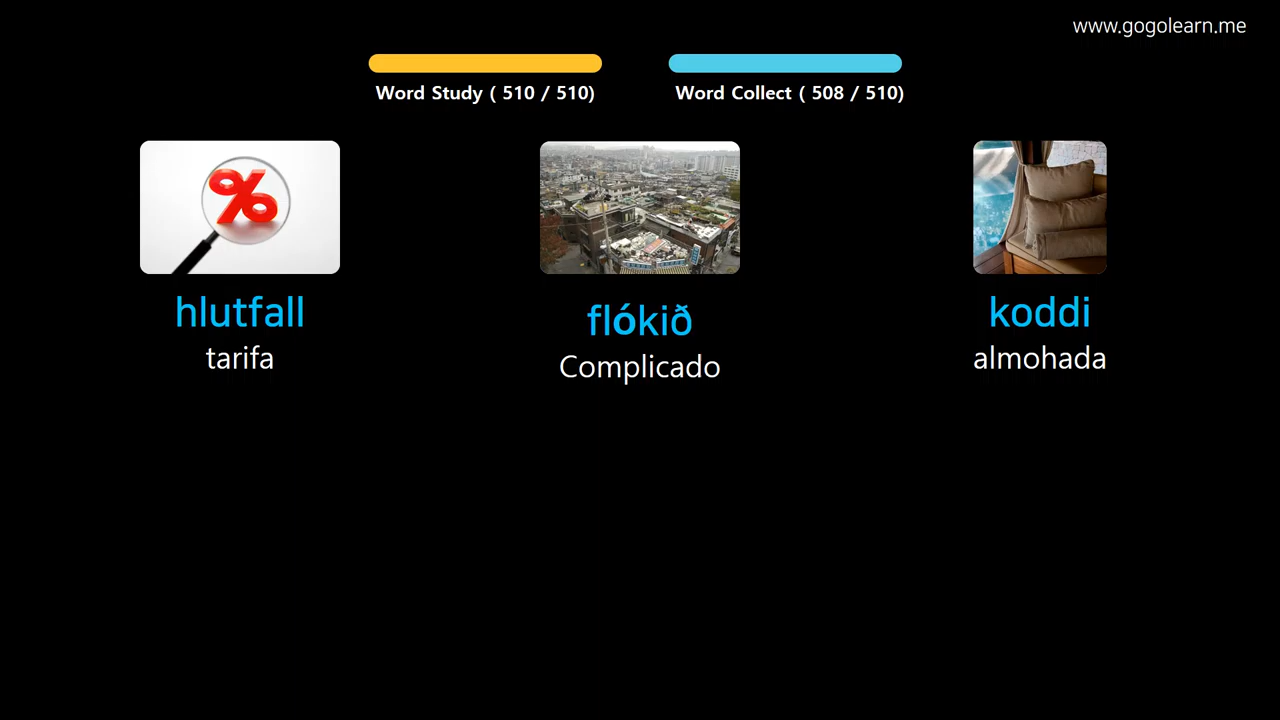 www.gogolearn.me
Word Study ( 510 / 510)
Word Collect ( 508 / 510)
hlutfall
tarifa
flókið
Complicado
koddi
almohada